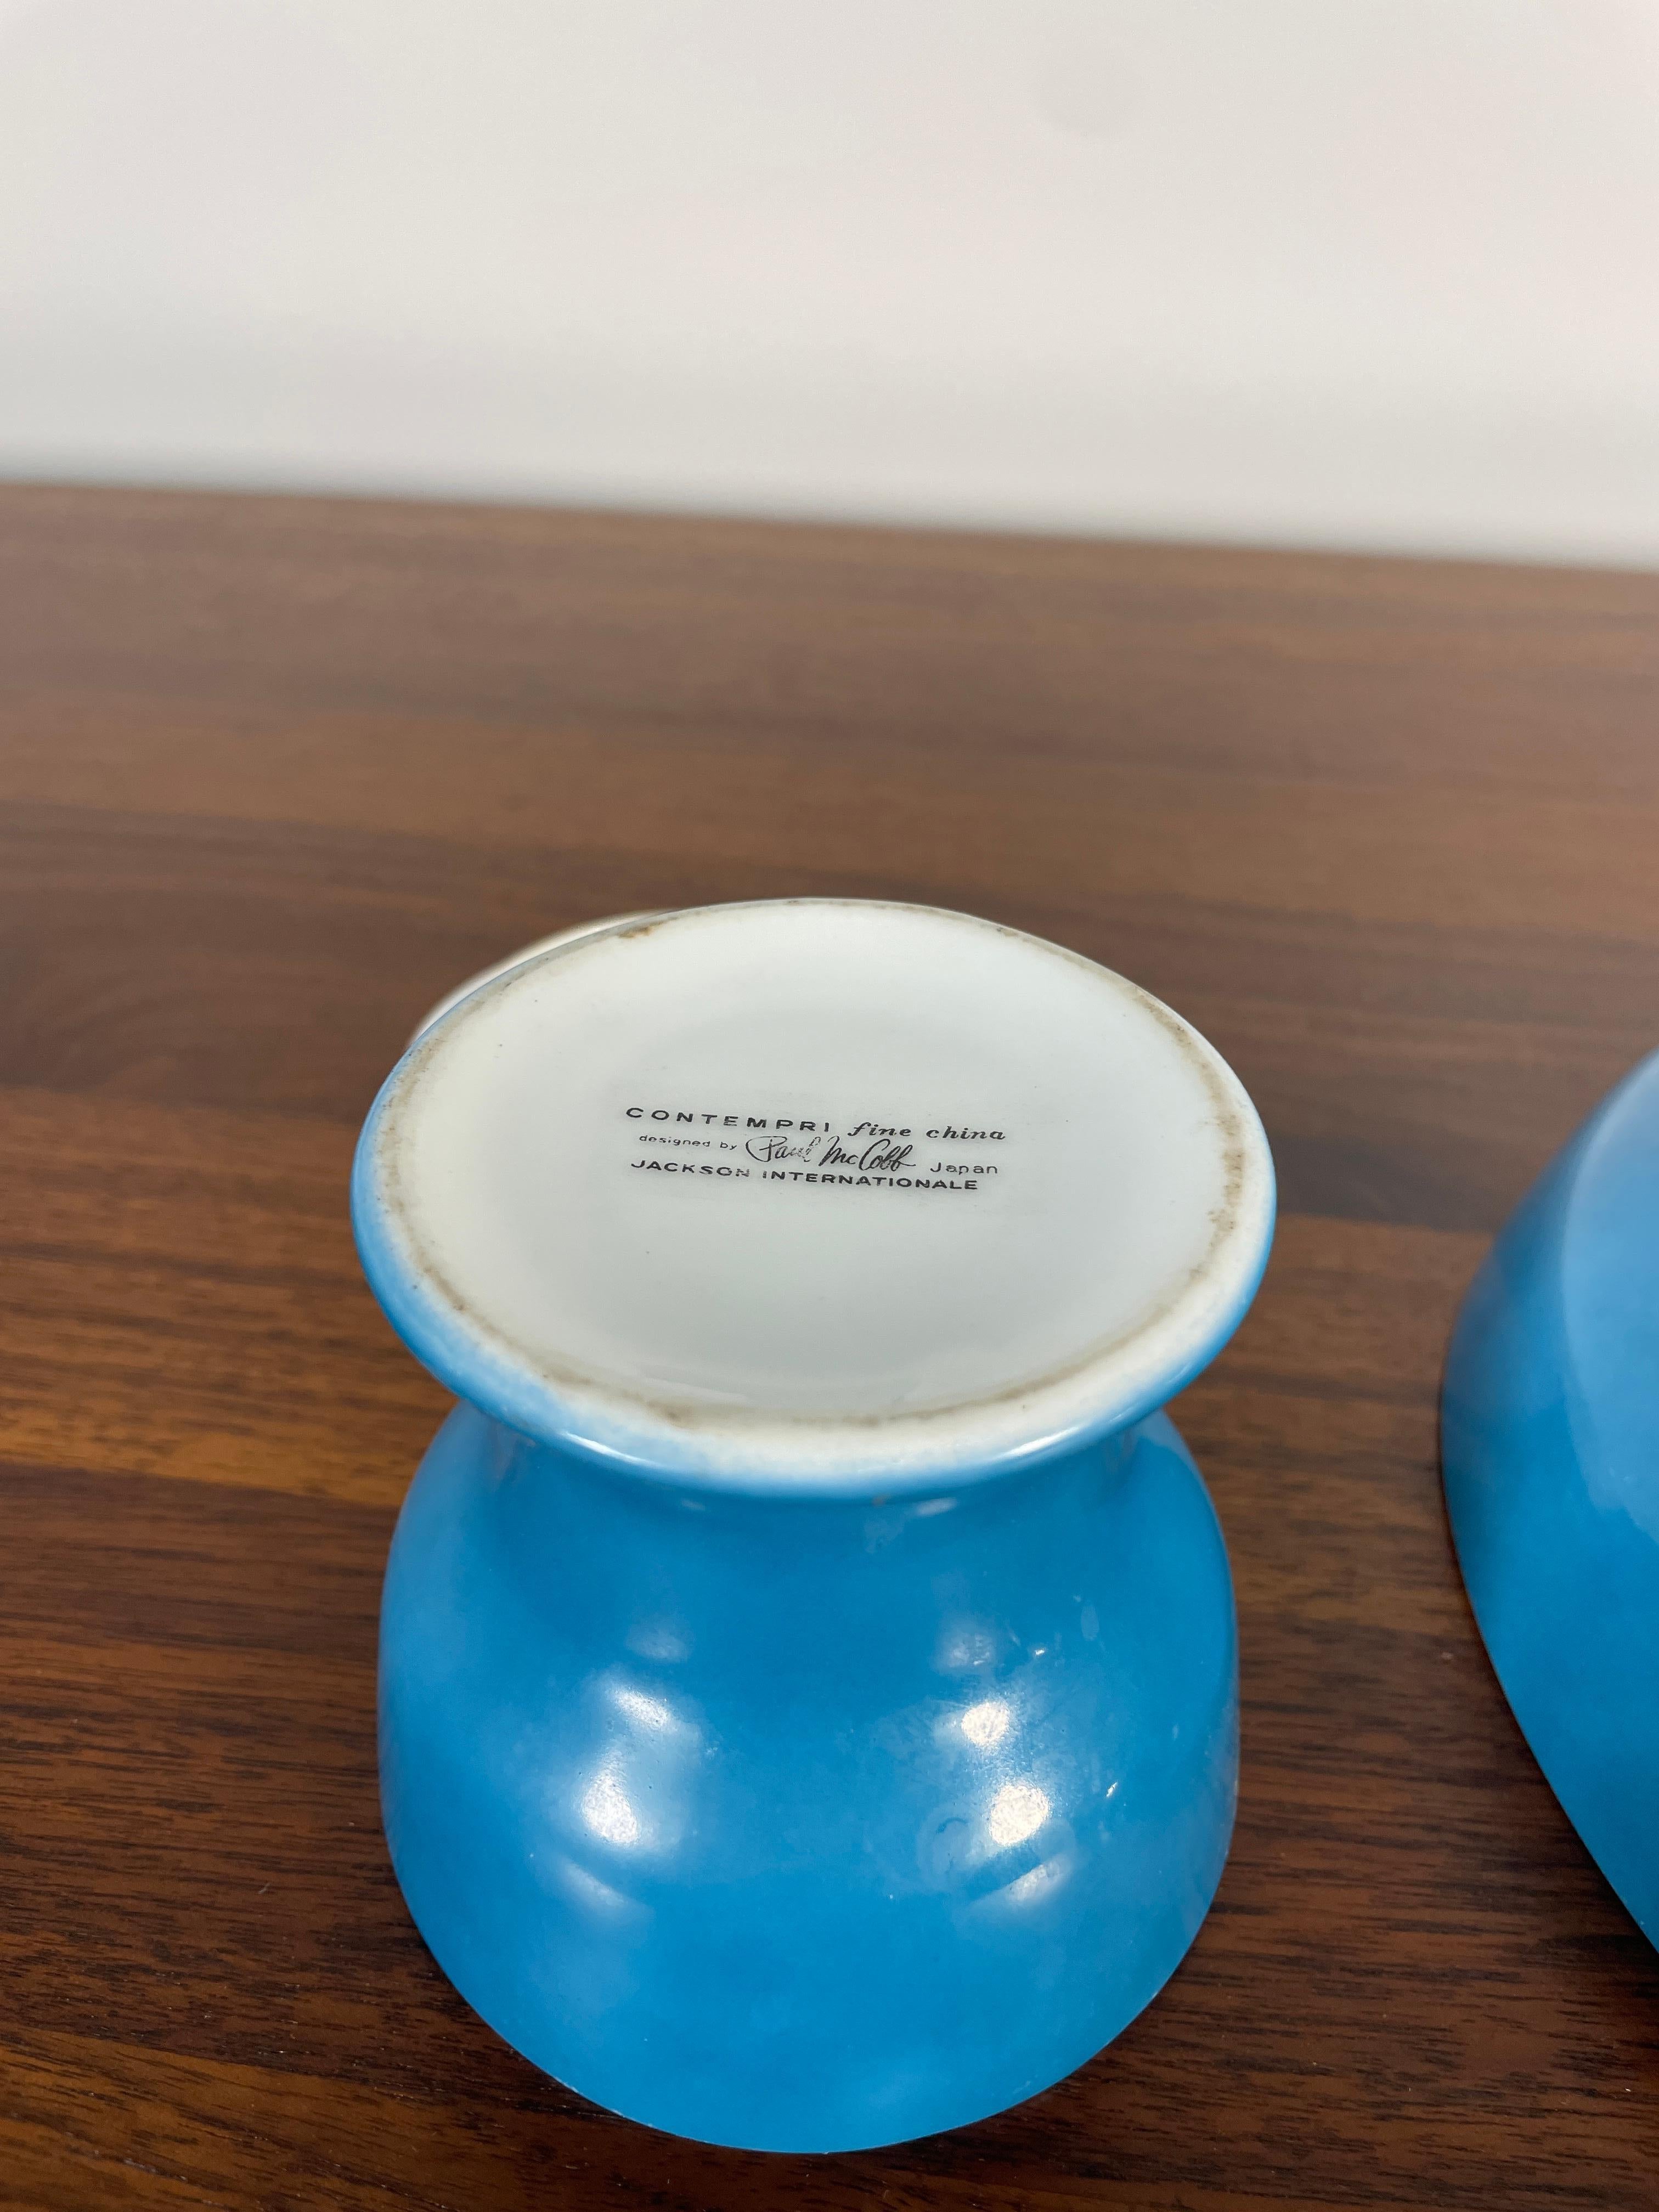 CONTEMPRI fine china
designed by Paul McCobb Japan
JACKSON INTERNATIONALE